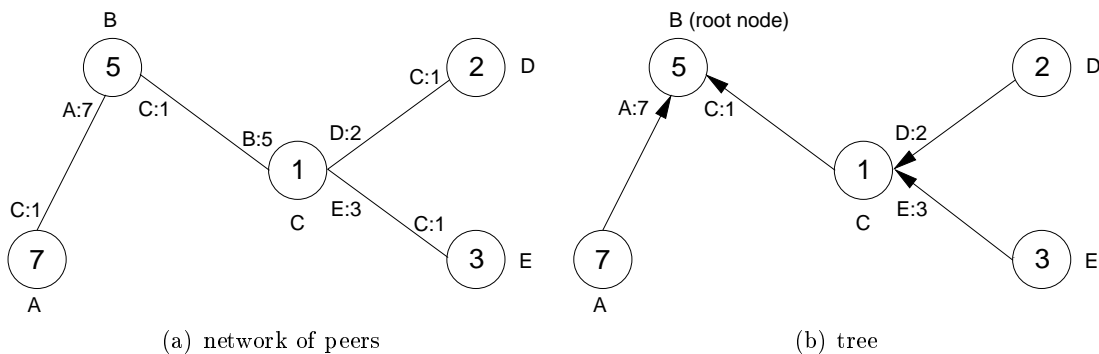 B
5
A:7
C:1
B:5
C:1
7
A
1
C
D:2
E:3
C:1
2
D
C:1
3
E
(a) network of peers
B (root node)
5
A:7
C:1
7
A
1
C
D:2
E:3
2
D
3
E
(b) tree